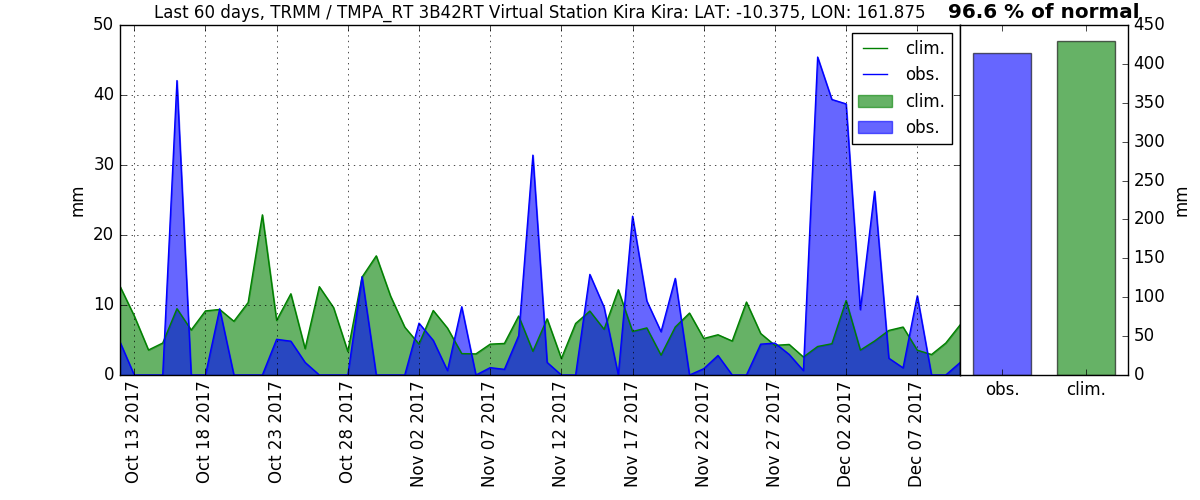 Last 60 days, TRMM / TMPA_RT 3B42RT Virtual Station Kira Kira: LAT: -10.375, LON: 161.875
96.6 % of normal
50
40
30
20
10
0
mm
clim.
obs.
clim.
obs.
Oct 13 2017
Oct 18 2017
Oct 23 2017
Oct 28 2017
Nov 02 2017
Nov 07 2017
Nov 12 2017
Nov 17 2017
Nov 22 2017
Nov 27 2017
Dec 02 2017
Dec 07 2017
450
400
350
300
250
200
150
100
50
0
mm
obs.
clim.